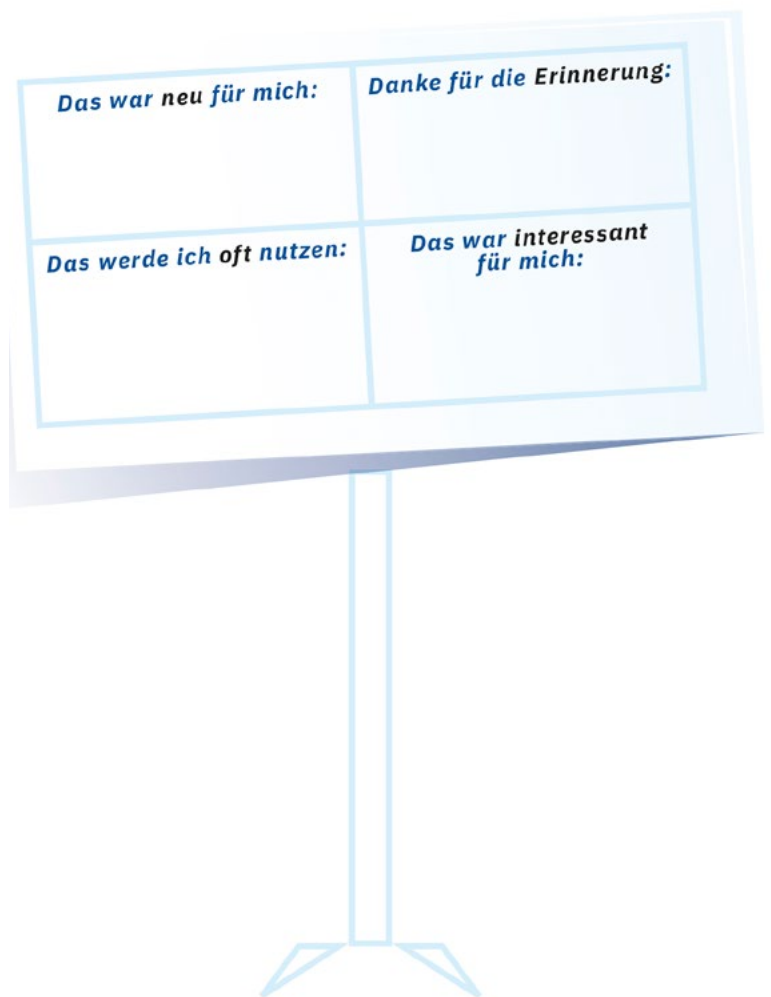 Das war neu für mich:
Danke für die Erinnerung:
Das werde ich oft nutzen:
Das war interessant
für mich: